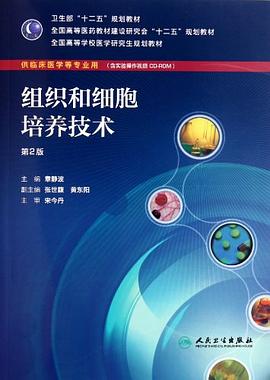 卫生部“十二五”规划教材
全国高等医药教材建设研究会“十二五”规划教材
全国高等学校医学研究生规划教材
供临床医学等专业用 (含实验操作视频 CD-ROM)
组织和细胞
培养技术
第2版
主 编 章静波
副主编 张世馥 黄东阳
主 审 宋今丹
人民卫生出版社